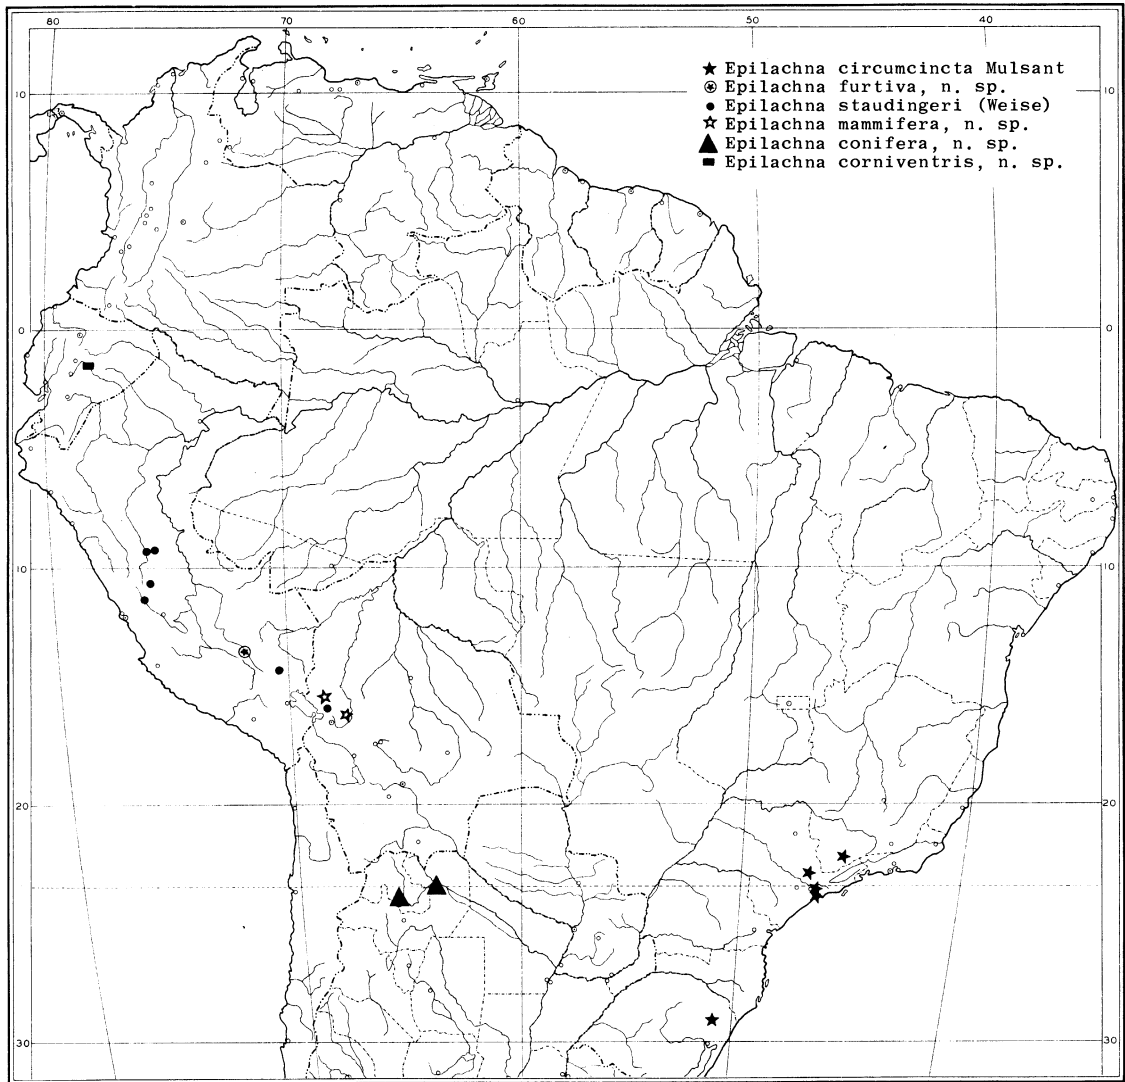 80 70 60 50 40
Epilachna circumcincta Mulsant
Epilachna furtiva, n. sp.
Epilachna staudingeri (Weise)
Epilachna mammifera, n. sp.
Epilachna conifera, n. sp.
Epilachna corniventris, n. sp.
10 10
0 0
10 10
20 20
30 30